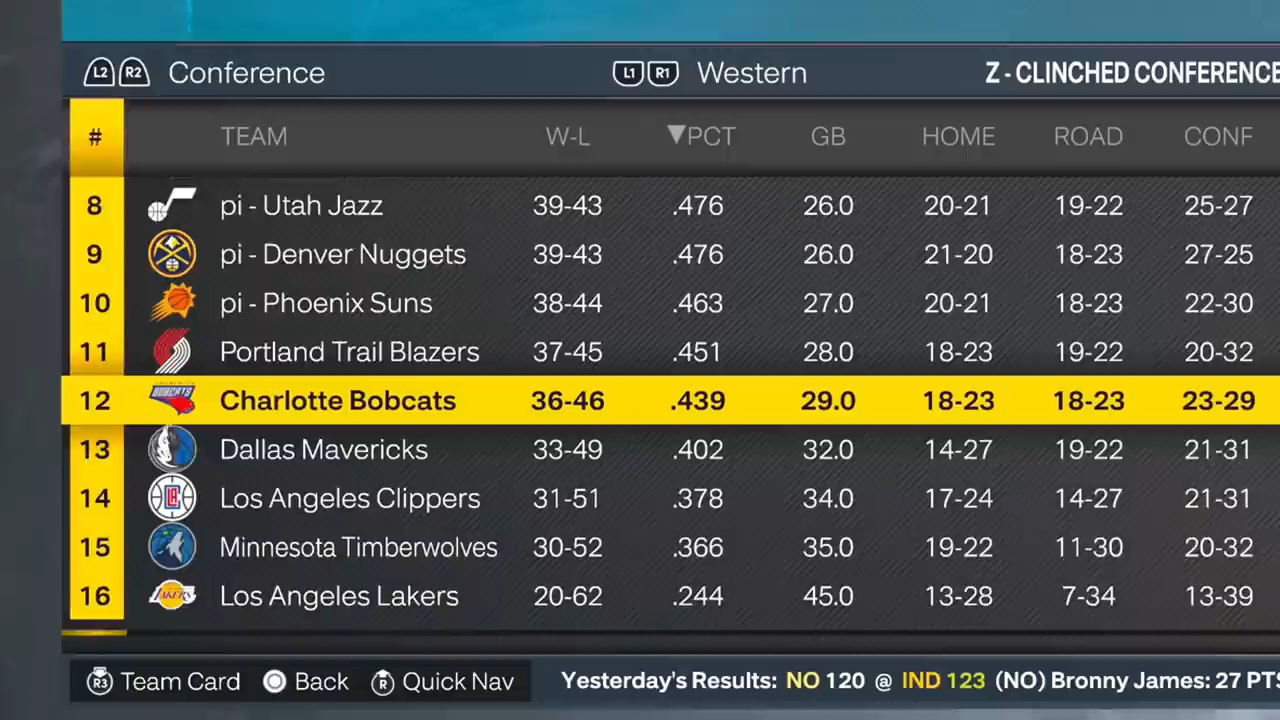 L2 R2 Conference L1 R1 Western Z - CLINCHED CONFERENCE
# TEAM W-L ▼PCT GB HOME ROAD CONF
8 pi - Utah Jazz 39-43 .476 26.0 20-21 19-22 25-27
9 pi - Denver Nuggets 39-43 .476 26.0 21-20 18-23 27-25
10 pi - Phoenix Suns 38-44 .463 27.0 20-21 18-23 22-30
11 Portland Trail Blazers 37-45 .451 28.0 18-23 19-22 20-32
12 BOBCATS Charlotte Bobcats 36-46 .439 29.0 18-23 18-23 23-29
13 Dallas Mavericks 33-49 .402 32.0 14-27 19-22 21-31
14 Los Angeles Clippers 31-51 .378 34.0 17-24 14-27 21-31
15 Minnesota Timberwolves 30-52 .366 35.0 19-22 11-30 20-32
16 LAKERS Los Angeles Lakers 20-62 .244 45.0 13-28 7-34 13-39
R3 Team Card Back R Quick Nav Yesterday's Results: NO 120 @ IND 123 (NO) Bronny James: 27 PTS